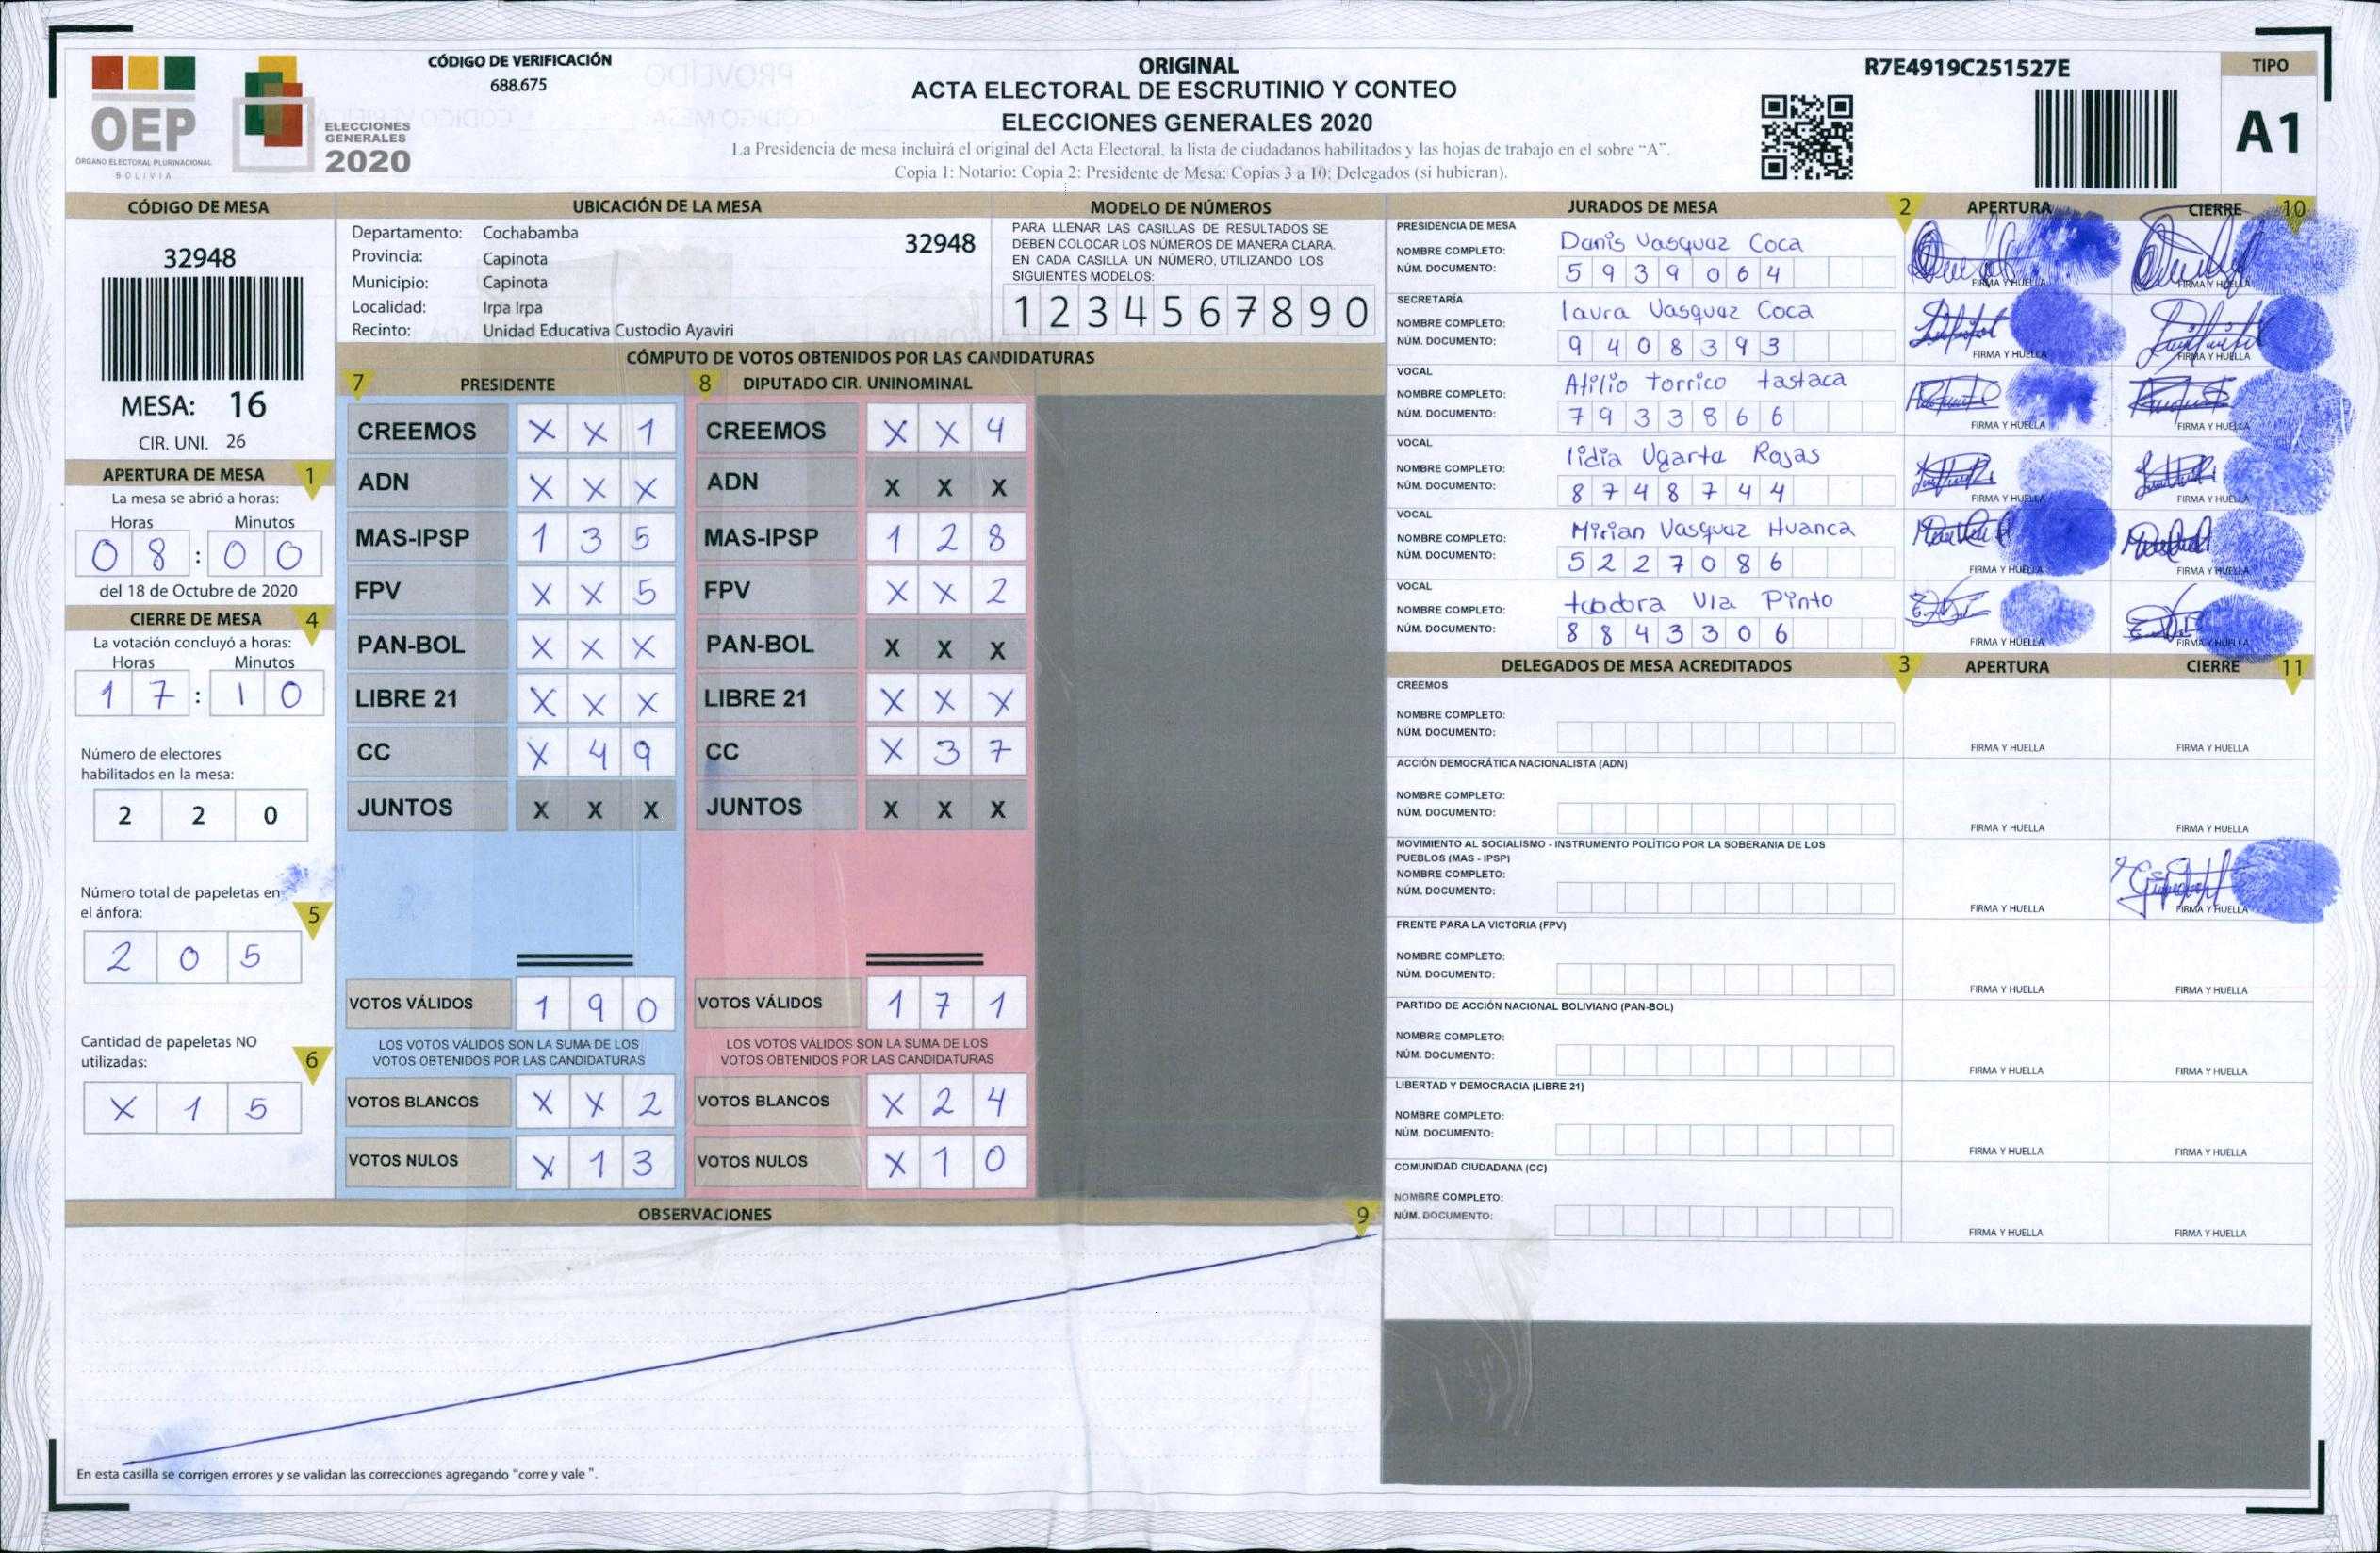 CÓDIGO DE VERIFICACIÓN
688.675
ORIGINAL
ACTA ELECTORAL DE ESCRUTINIO Y CONTEO
ELECCIONES GENERALES 2020
La Presidencia de mesa incluirá el original del Acta Electoral, la lista de ciudadanos habilitados y las hojas de trabajo en el sobre "A".
Copia 1: Notario: Copia 2: Presidente de Mesa: Copias 3 a 10: Delegados (si hubieran).
R7E4919C251527E
TIPO
A1
OEP
ÓRGANO ELECTORAL PLURINACIONAL
BOLIVIA
ELECCIONES
GENERALES
2020
CÓDIGO DE MESA
32948
MESA: 16
CIR. UNI. 26
APERTURA DE MESA 1
La mesa se abrió a horas:
Horas Minutos
0 8 : 0 0
del 18 de Octubre de 2020
CIERRE DE MESA 4
La votación concluyó a horas:
Horas Minutos
1 7 : 1 0
Número de electores
habilitados en la mesa:
2 2 0
Número total de papeletas en
el ánfora: 5
2 0 5
Cantidad de papeletas NO
utilizadas: 6
X 1 5
UBICACIÓN DE LA MESA
Departamento: Cochabamba
32948
Provincia: Capinota
Municipio: Capinota
Localidad: Irpa Irpa
Recinto: Unidad Educativa Custodio Ayaviri
MODELO DE NÚMEROS
PARA LLENAR LAS CASILLAS DE RESULTADOS SE
DEBEN COLOCAR LOS NÚMEROS DE MANERA CLARA.
EN CADA CASILLA UN NÚMERO, UTILIZANDO LOS
SIGUIENTES MODELOS:
1 2 3 4 5 6 7 8 9 0
CÓMPUTO DE VOTOS OBTENIDOS POR LAS CANDIDATURAS
7 PRESIDENTE 8 DIPUTADO CIR. UNINOMINAL
CREEMOS X X 1 CREEMOS X X 4
ADN X X X ADN X X X
MAS-IPSP 1 3 5 MAS-IPSP 1 2 8
FPV X X 5 FPV X X 2
PAN-BOL X X X PAN-BOL X X X
LIBRE 21 X X X LIBRE 21 X X X
CC X 4 9 CC X 3 7
JUNTOS X X X JUNTOS X X X
VOTOS VÁLIDOS 1 9 0 VOTOS VÁLIDOS 1 7 1
LOS VOTOS VÁLIDOS SON LA SUMA DE LOS LOS VOTOS VÁLIDOS SON LA SUMA DE LOS
VOTOS OBTENIDOS POR LAS CANDIDATURAS VOTOS OBTENIDOS POR LAS CANDIDATURAS
VOTOS BLANCOS X X 2 VOTOS BLANCOS X 2 4
VOTOS NULOS X 1 3 VOTOS NULOS X 1 0
OBSERVACIONES 9
En esta casilla se corrigen errores y se validan las correcciones agregando "corre y vale ".
JURADOS DE MESA 2 APERTURA CIERRE 10
PRESIDENCIA DE MESA
NOMBRE COMPLETO: Danis Vasquaz Coca
NÚM. DOCUMENTO: 5 9 3 9 0 6 4
FIRMA Y HUELLA FIRMA Y HUELLA
SECRETARÍA
NOMBRE COMPLETO: laura Vasquaz Coca
NÚM. DOCUMENTO: 9 4 0 8 3 9 3
FIRMA Y HUELLA FIRMA Y HUELLA
VOCAL
NOMBRE COMPLETO: Atilio torrico tastaca
NÚM. DOCUMENTO: 7 9 3 3 8 6 6
FIRMA Y HUELLA FIRMA Y HUELLA
VOCAL
NOMBRE COMPLETO: lidia Ugarta Rojas
NÚM. DOCUMENTO: 8 7 4 8 7 4 4
FIRMA Y HUELLA FIRMA Y HUELLA
VOCAL
NOMBRE COMPLETO: Mirian Vasquaz Huanca
NÚM. DOCUMENTO: 5 2 2 7 0 8 6
FIRMA Y HUELLA FIRMA Y HUELLA
VOCAL
NOMBRE COMPLETO: Pinto
NÚM. DOCUMENTO: 8 8 4 3 3 0 6
FIRMA Y HUELLA FIRMA Y HUELLA
DELEGADOS DE MESA ACREDITADOS 3 APERTURA CIERRE 11
CREEMOS
NOMBRE COMPLETO:
NÚM. DOCUMENTO:
FIRMA Y HUELLA FIRMA Y HUELLA
ACCIÓN DEMOCRÁTICA NACIONALISTA (ADN)
NOMBRE COMPLETO:
NÚM. DOCUMENTO:
FIRMA Y HUELLA FIRMA Y HUELLA
MOVIMIENTO AL SOCIALISMO - INSTRUMENTO POLÍTICO POR LA SOBERANIA DE LOS
PUEBLOS (MAS - IPSP)
NOMBRE COMPLETO:
NÚM. DOCUMENTO:
FIRMA Y HUELLA FIRMA Y HUELLA
FRENTE PARA LA VICTORIA (FPV)
NOMBRE COMPLETO:
NÚM. DOCUMENTO:
FIRMA Y HUELLA FIRMA Y HUELLA
PARTIDO DE ACCIÓN NACIONAL BOLIVIANO (PAN-BOL)
NOMBRE COMPLETO:
NÚM. DOCUMENTO:
FIRMA Y HUELLA FIRMA Y HUELLA
LIBERTAD Y DEMOCRACIA (LIBRE 21)
NOMBRE COMPLETO:
NÚM. DOCUMENTO:
FIRMA Y HUELLA FIRMA Y HUELLA
COMUNIDAD CIUDADANA (CC)
NOMBRE COMPLETO:
NÚM. DOCUMENTO:
FIRMA Y HUELLA FIRMA Y HUELLA